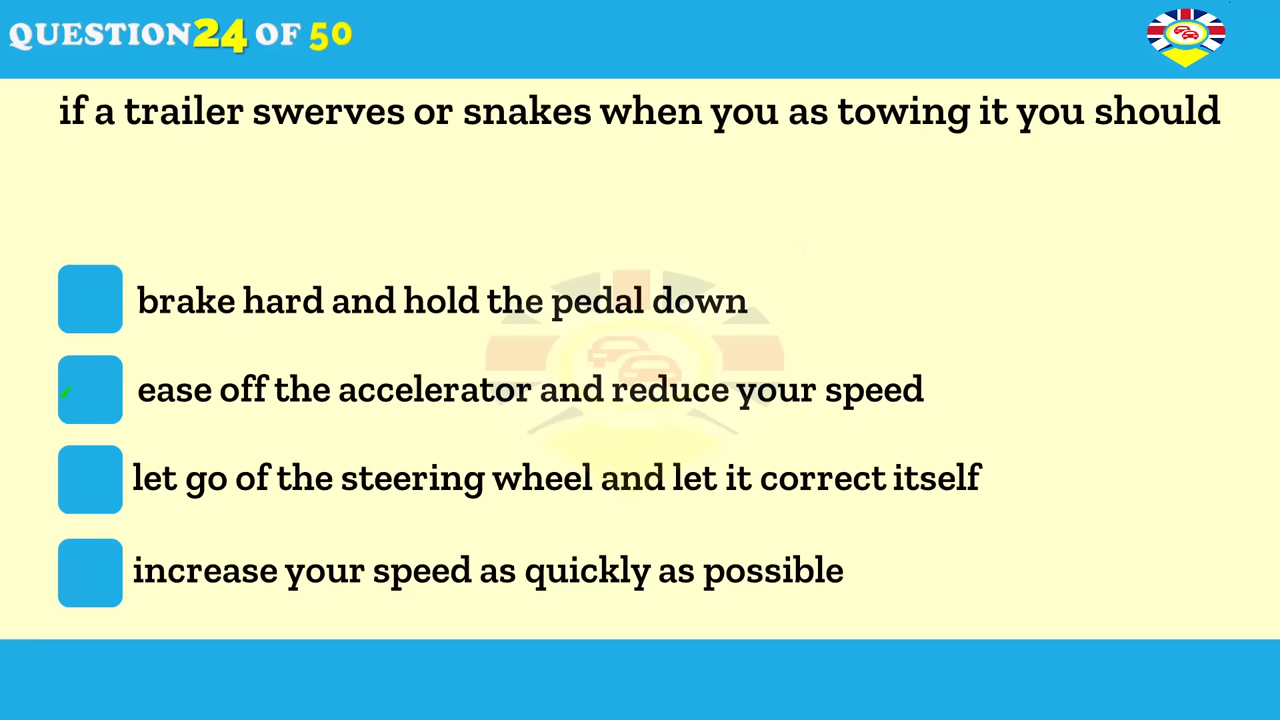 QUESTION 24 OF 50
if a trailer swerves or snakes when you as towing it you should
brake hard and hold the pedal down
ease off the accelerator and reduce your speed
let go of the steering wheel and let it correct itself
increase your speed as quickly as possible